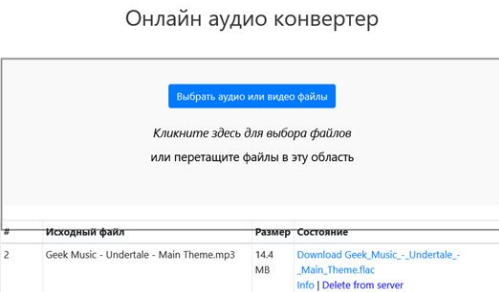 Онлайн аудио конвертер
Выбрать аудио или видео файлы
Кликните здесь для выбора файлов
или перетащите файлы в эту область
# Исходный файл Размер Состояние
2 Geek Music - Undertale - Main Theme.mp3 14.4 Download Geek_Music_-_Undertale_-
MB _Main_Theme.flac
Info | Delete from server